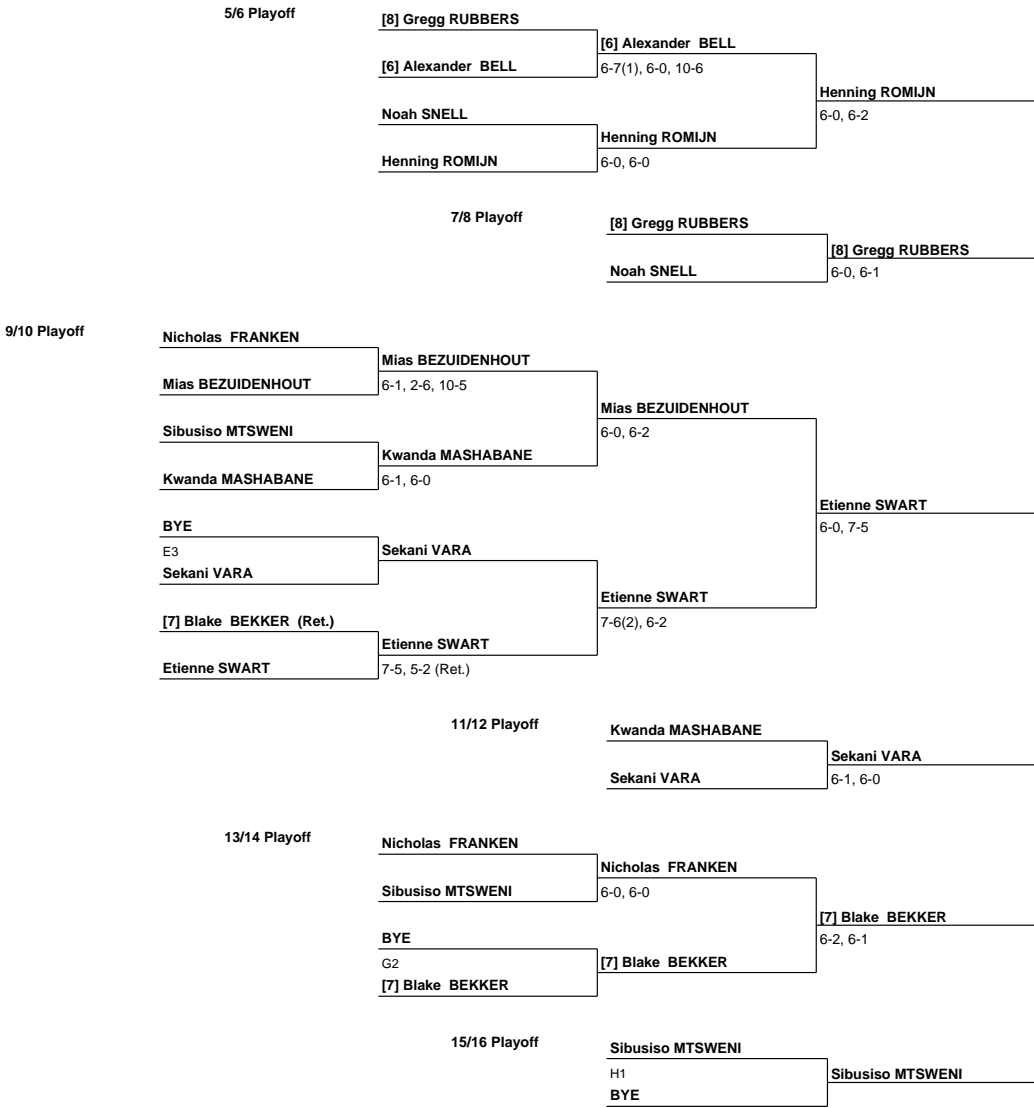 5/6 Playoff
[8] Gregg RUBBERS
[6] Alexander BELL
[6] Alexander BELL
6-7(1), 6-0, 10-6
Henning ROMIJN
6-0, 6-2
Noah SNELL
Henning ROMIJN
Henning ROMIJN
6-0, 6-0
7/8 Playoff
[8] Gregg RUBBERS
[8] Gregg RUBBERS
Noah SNELL
6-0, 6-1
9/10 Playoff
Nicholas FRANKEN
Mias BEZUIDENHOUT
Mias BEZUIDENHOUT
6-1, 2-6, 10-5
Mias BEZUIDENHOUT
6-0, 6-2
Sibusiso MTSWENI
Kwanda MASHABANE
Kwanda MASHABANE
6-1, 6-0
Etienne SWART
6-0, 7-5
BYE
E3
Sekani VARA
Sekani VARA
Etienne SWART
7-6(2), 6-2
[7] Blake BEKKER (Ret.)
Etienne SWART
Etienne SWART
7-5, 5-2 (Ret.)
11/12 Playoff
Kwanda MASHABANE
Sekani VARA
Sekani VARA
6-1, 6-0
13/14 Playoff
Nicholas FRANKEN
Nicholas FRANKEN
Sibusiso MTSWENI
6-0, 6-0
[7] Blake BEKKER
6-2, 6-1
BYE
G2
[7] Blake BEKKER
[7] Blake BEKKER
15/16 Playoff
Sibusiso MTSWENI
H1
Sibusiso MTSWENI
BYE